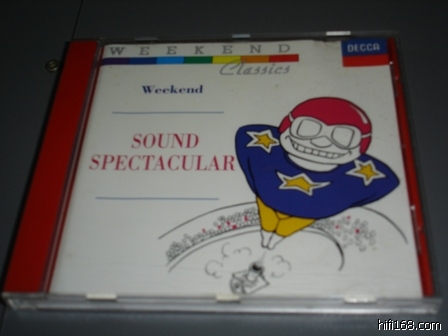 WEEKEND
Classics
DECCA
Weekend
SOUND
SPECTACULAR
hifi168.com